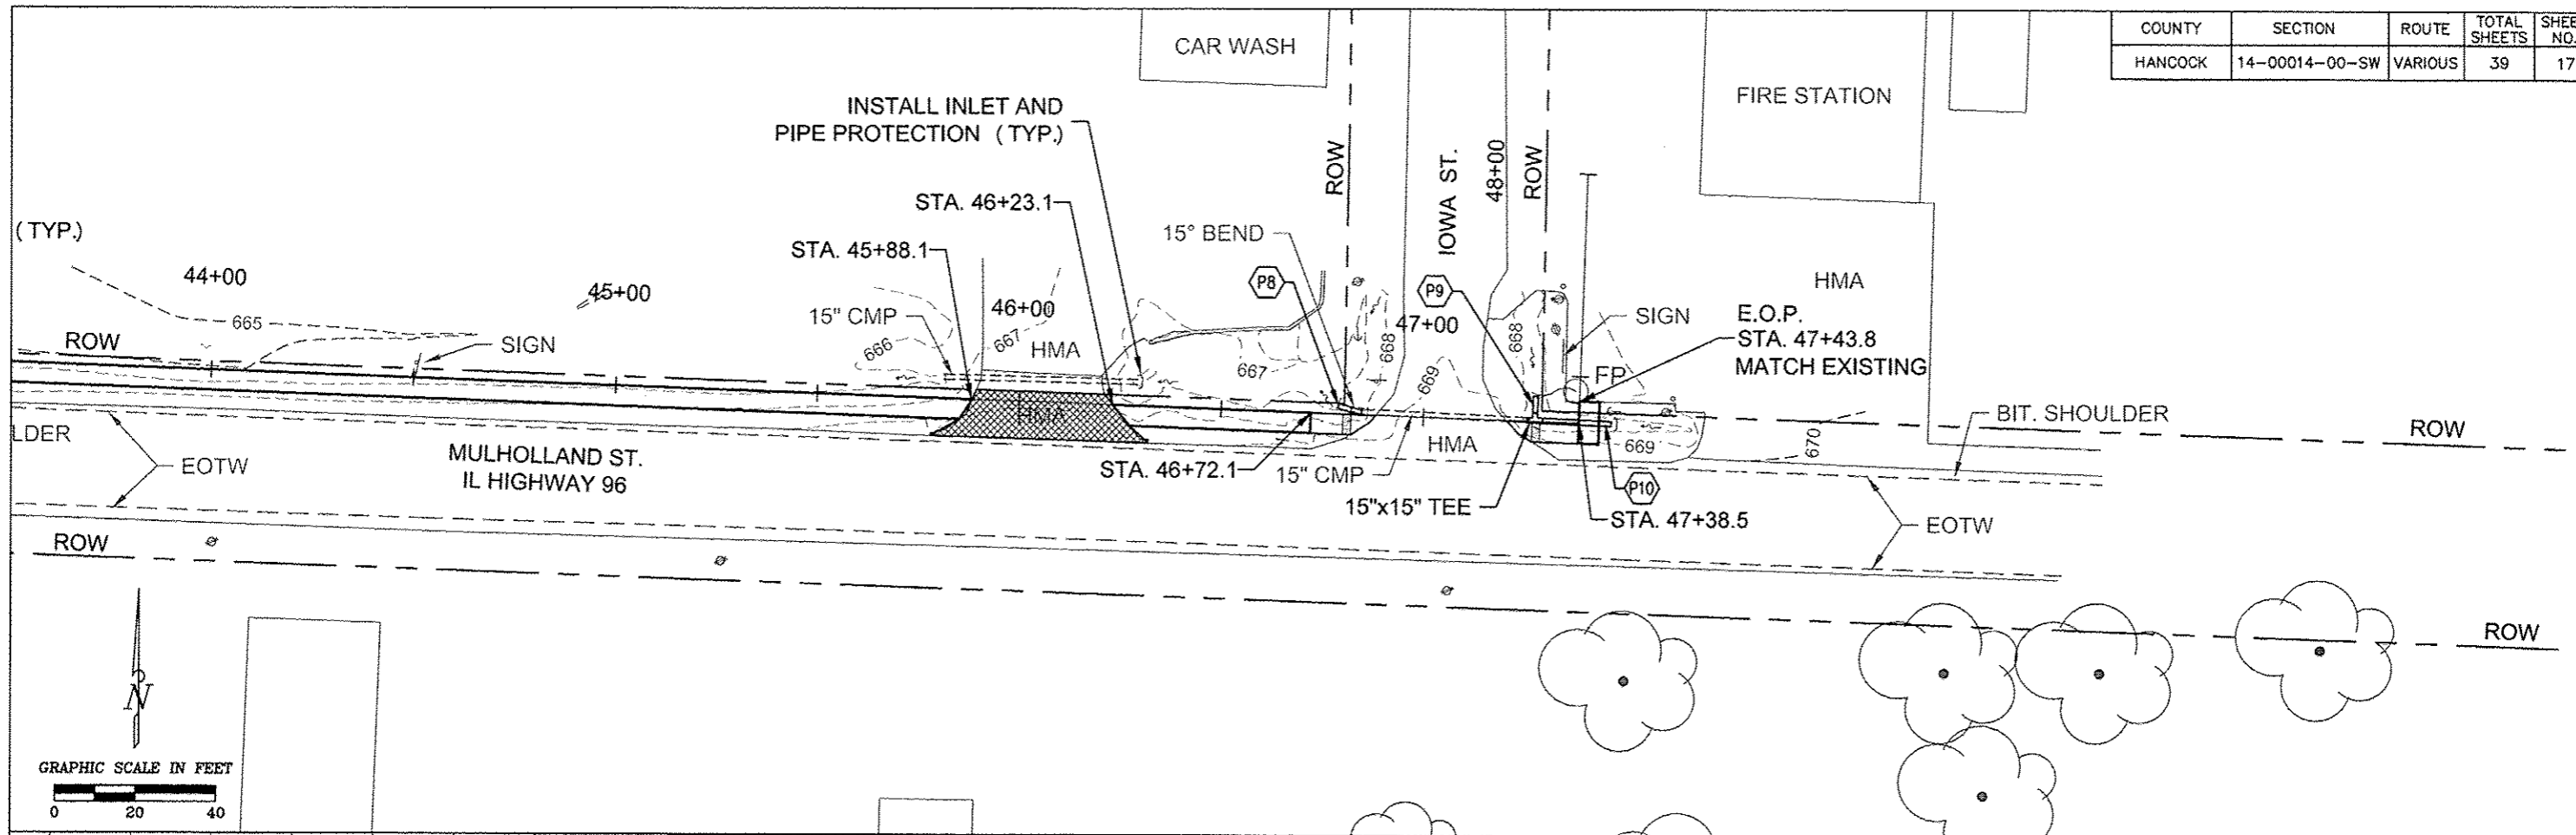 COUNTY SECTION ROUTE TOTAL SHEETS
HANCOCK 14-00014-00-SW VARIOUS 39 17
CAR WASH
FIRE STATION
INSTALL INLET AND
PIPE PROTECTION (TYP.)
ROW
IOWA ST.
48+00
ROW
STA. 46+23.1
15° BEND
STA. 45+88.1
(TYP.)
44+00
45+00
46+00
P8
P9
47+00
HMA
15" CMP
665
SIGN
666
667
HMA
667
668
668
669
SIGN
E.O.P.
STA. 47+43.8
MATCH EXISTING
FP
ROW
HMA
BIT. SHOULDER
ROW
LDER
EOTW
MULHOLLAND ST.
IL HIGHWAY 96
STA. 46+72.1
15" CMP
HMA
669
670
P10
15"x15" TEE
STA. 47+38.5
EOTW
ROW
ROW
N
GRAPHIC SCALE IN FEET
0 20 40